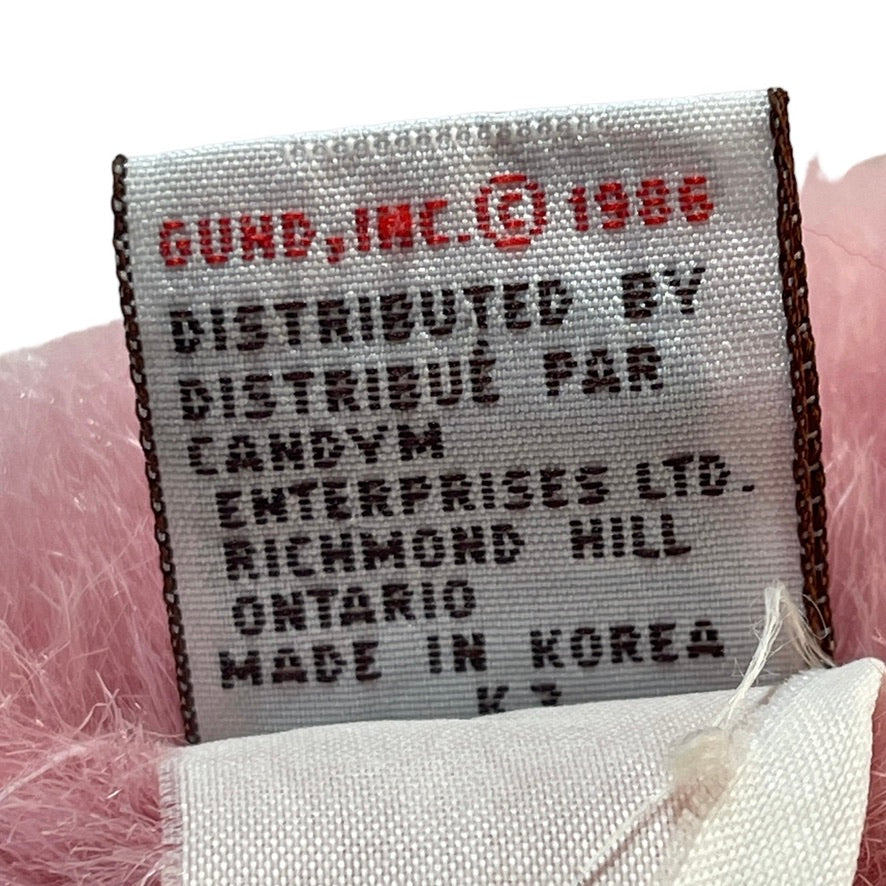 GUND, INC. © 1986
DISTRIBUTED BY
DISTRIBUÉ PAR
CANDYM
ENTERPRISES LTD.
RICHMOND HILL
ONTARIO
MADE IN KOREA